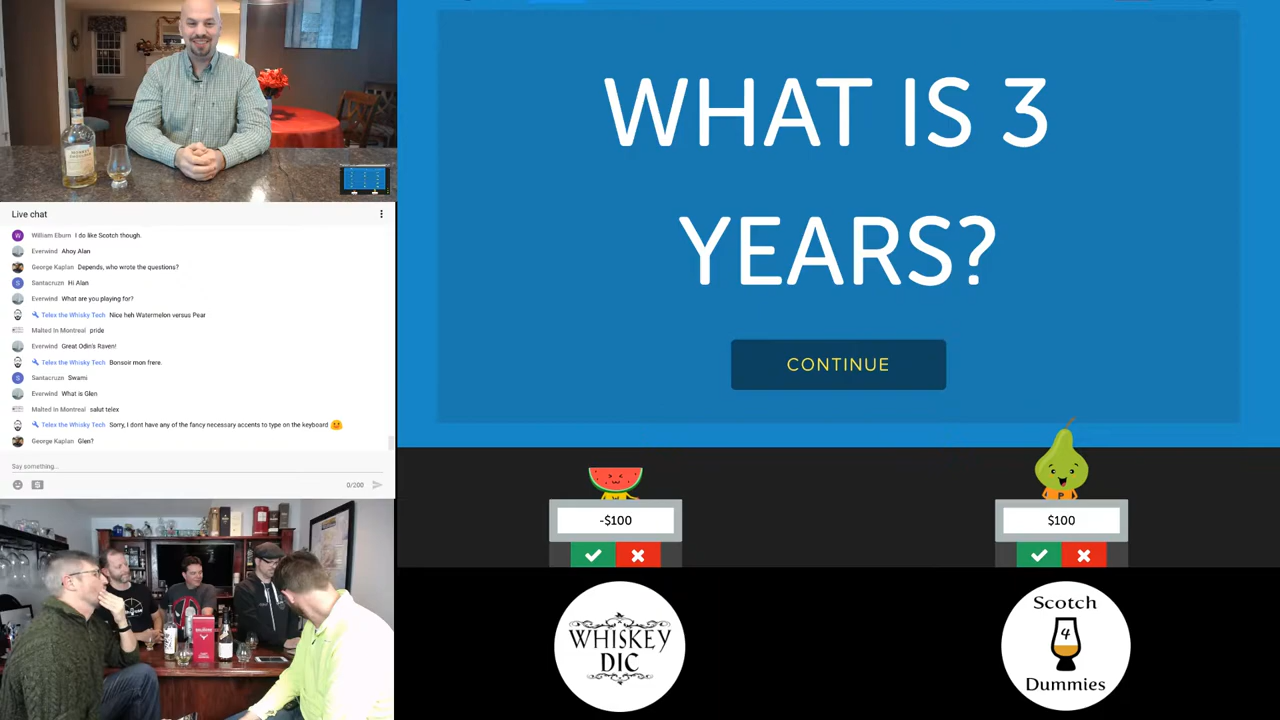 WHAT IS 3
YEARS?
CONTINUE
Live chat
William Eburn I do like Scotch though.
Everwind Ahoy Alan
George Kaplan Depends, who wrote the questions?
Santacruzn Hi Alan
Everwind What are you playing for?
Telex the Whisky Tech Nice heh Watermelon versus Pear
Malted In Montreal pride
Everwind Great Odin's Raven!
Telex the Whisky Tech Bonsoir mon frere.
Santacruzn Swami
Everwind What is Glen
Malted In Montreal salut telex
Telex the Whisky Tech Sorry, I dont have any of the fancy necessary accents to type on the keyboard
George Kaplan Glen?
Say something...
0/200
-$100
$100
WHISKEY
DIC
Scotch
4
Dummies